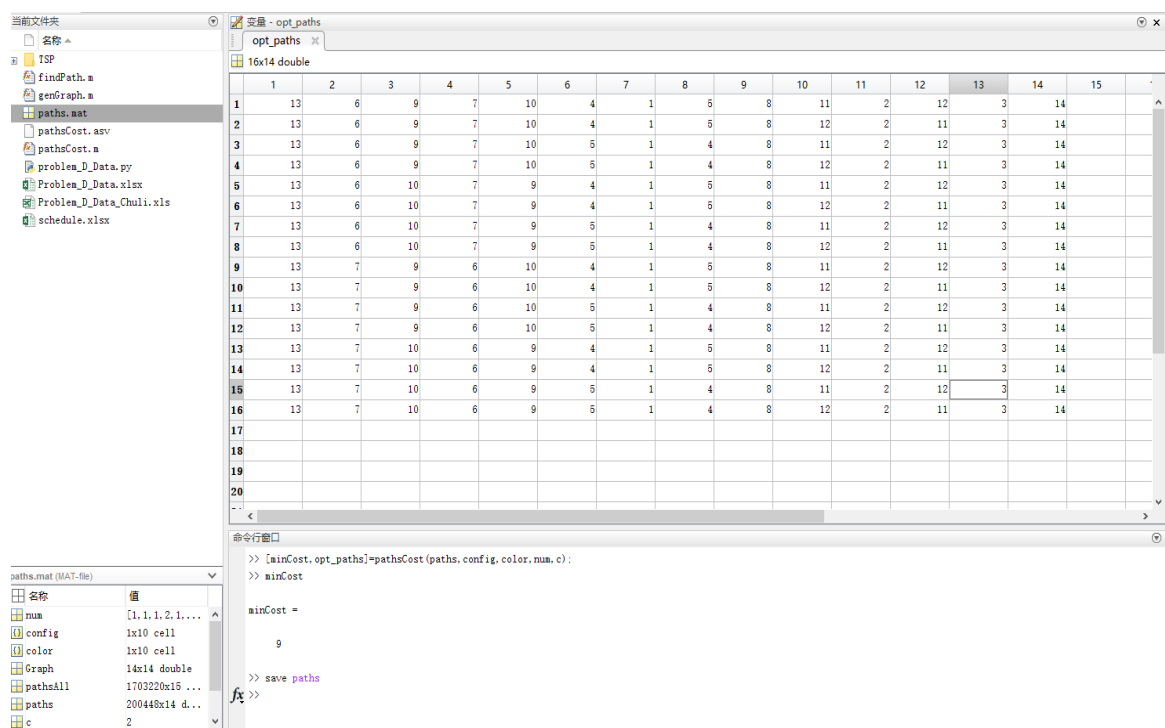 当前文件夹
名称
TSP
findPath.m
genGraph.m
paths.mat
pathsCost.asv
pathsCost.m
problem_D_Data.py
Problem_D_Data.xlsx
Problem_D_Data_Chuli.xls
schedule.xlsx
paths.mat (MAT-file)
名称 值
num [1,1,1,2,1,...
config 1x10 cell
color 1x10 cell
Graph 14x14 double
pathsAll 1703220x15 ...
paths 200448x14 d...
c 2
变量 - opt_paths
opt_paths
16x14 double
1 2 3 4 5 6 7 8 9 10 11 12 13 14 15
1 13 6 9 7 10 4 1 5 8 11 2 12 3 14
2 13 6 9 7 10 4 1 5 8 12 2 11 3 14
3 13 6 9 7 10 5 1 4 8 11 2 12 3 14
4 13 6 9 7 10 5 1 4 8 12 2 11 3 14
5 13 6 10 7 9 4 1 5 8 11 2 12 3 14
6 13 6 10 7 9 4 1 5 8 12 2 11 3 14
7 13 6 10 7 9 5 1 4 8 11 2 12 3 14
8 13 6 10 7 9 5 1 4 8 12 2 11 3 14
9 13 7 9 6 10 4 1 5 8 11 2 12 3 14
10 13 7 9 6 10 4 1 5 8 12 2 11 3 14
11 13 7 9 6 10 5 1 4 8 11 2 12 3 14
12 13 7 9 6 10 5 1 4 8 12 2 11 3 14
13 13 7 10 6 9 4 1 5 8 11 2 12 3 14
14 13 7 10 6 9 4 1 5 8 12 2 11 3 14
15 13 7 10 6 9 5 1 4 8 11 2 12 3 14
16 13 7 10 6 9 5 1 4 8 12 2 11 3 14
17
18
19
20
命令行窗口
>> [minCost,opt_paths]=pathsCost(paths,config,color,num,c);
>> minCost
minCost =
9
>> save paths
fx >>